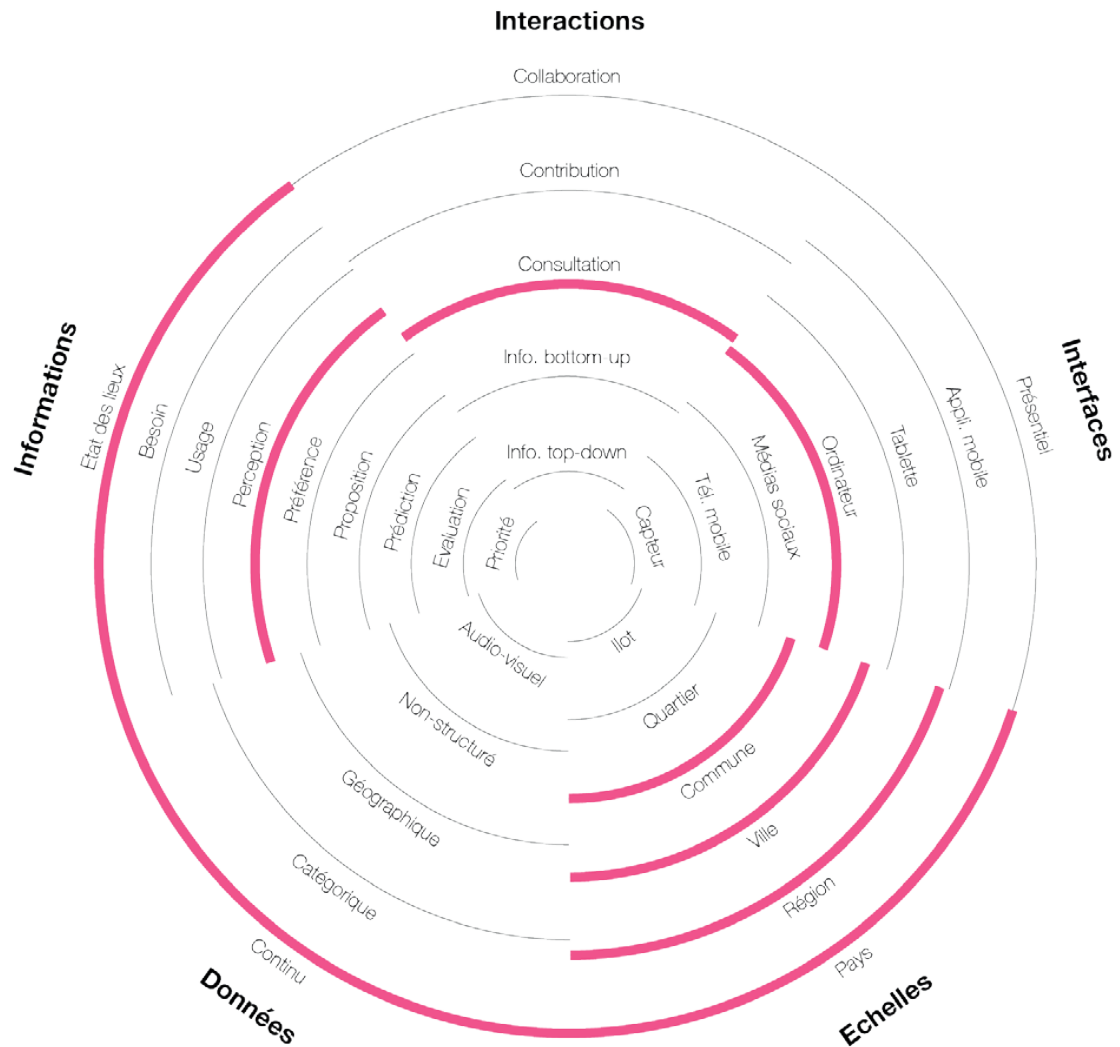 Interactions
Collaboration
Contribution
Consultation
Info. bottom-up
Info. top-down
Informations
Etat des lieux
Besoin
Usage
Perception
Préférence
Proposition
Prédiction
Evaluation
Priorité
Interfaces
Présentiel
Appli. mobile
Tablette
Ordinateur
Médias sociaux
Tél. mobile
Capteur
Données
Audio-visuel
Non-structuré
Géographique
Catégorique
Continu
Echelles
Ilot
Quartier
Commune
Ville
Région
Pays